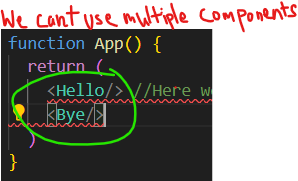 We cant use multiple components
function App() {
return (
<Hello/> //Here we
<Bye/>
)
}